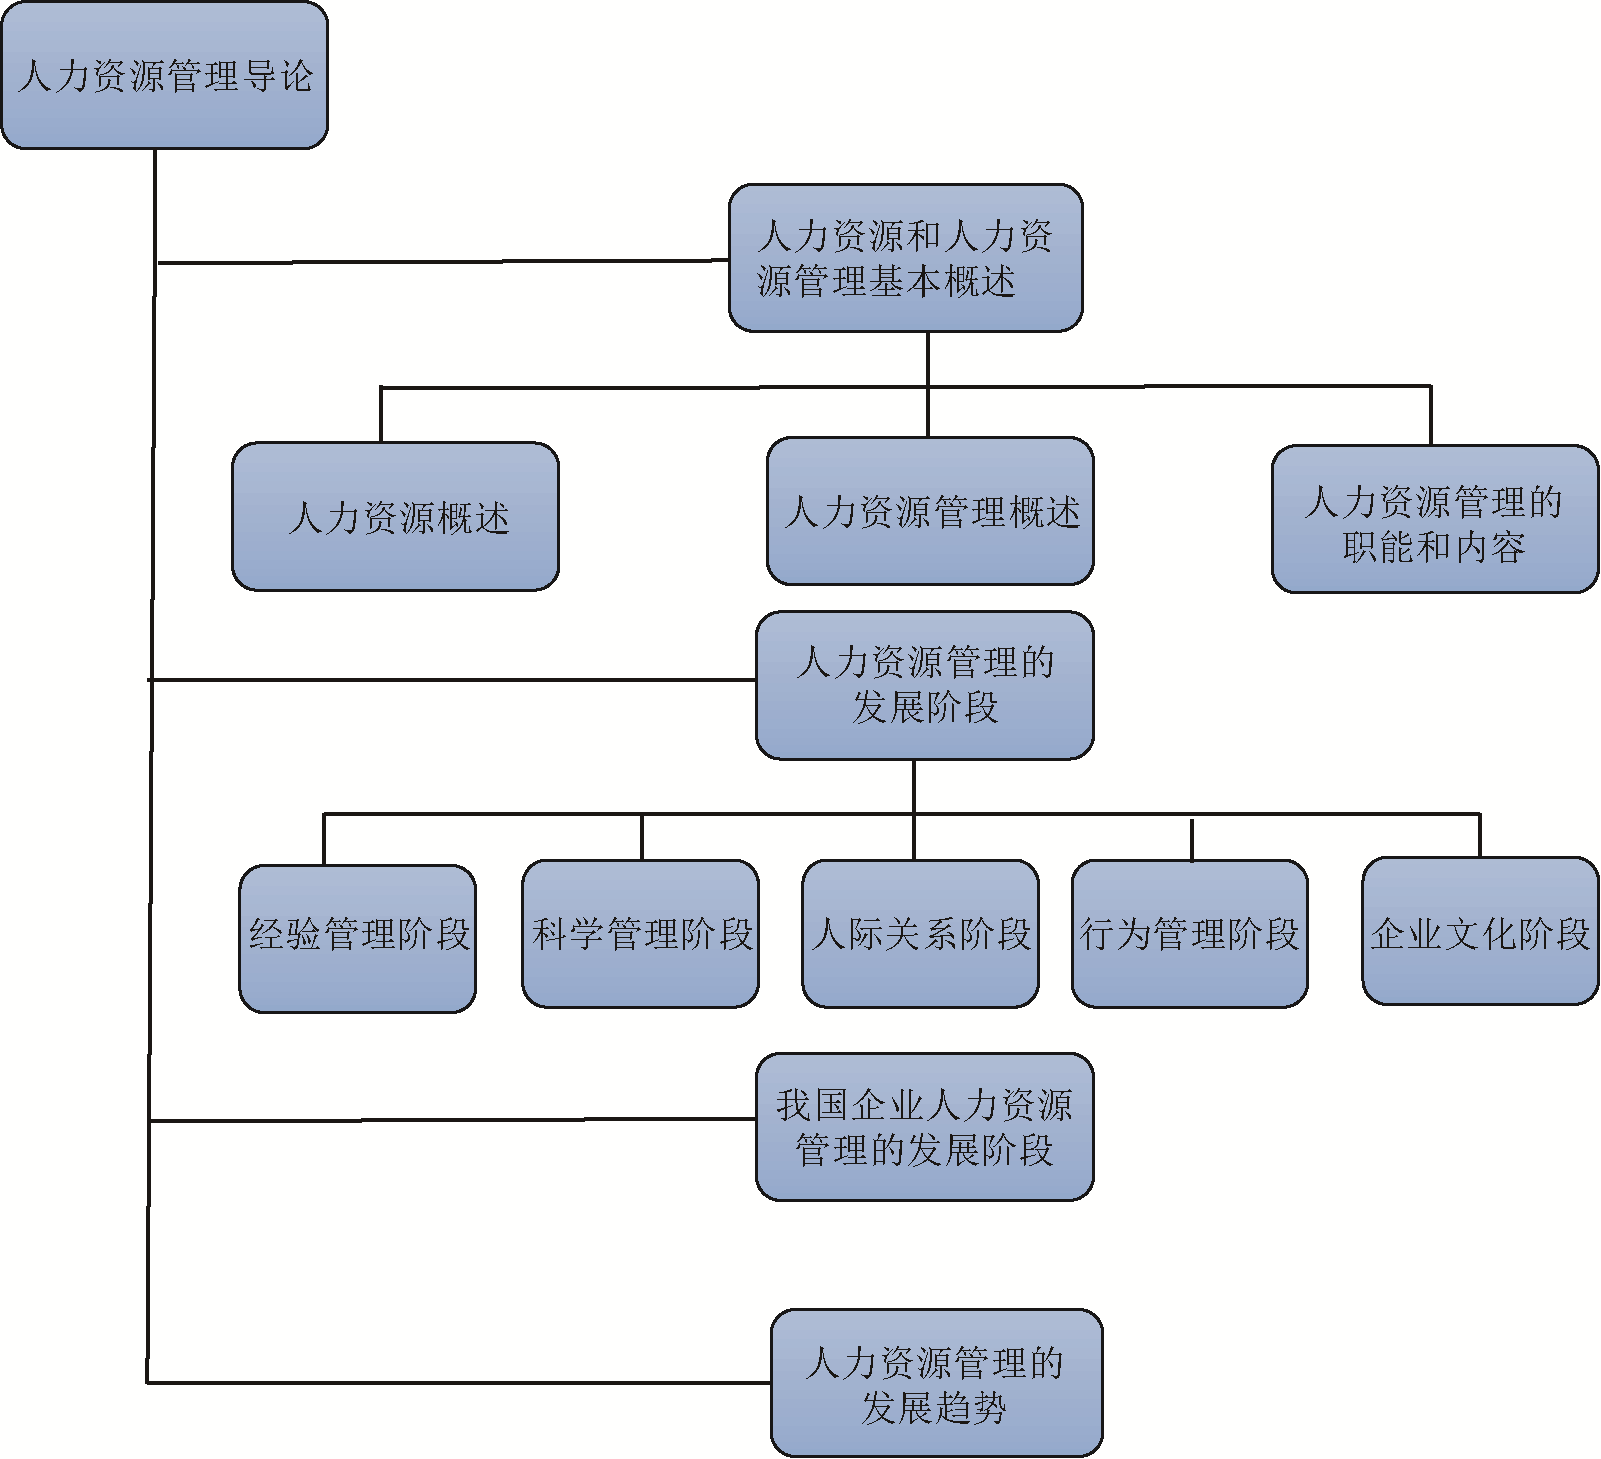 人力资源管理导论
人力资源和人力资
源管理基本概述
人力资源概述
人力资源管理概述
人力资源管理的
职能和内容
人力资源管理的
发展阶段
经验管理阶段
科学管理阶段
人际关系阶段
行为管理阶段
企业文化阶段
我国企业人力资源
管理的发展阶段
人力资源管理的
发展趋势